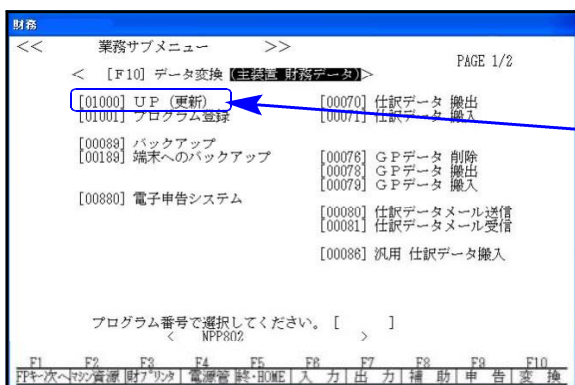 財務
<< 業務サブメニュー >>
PAGE 1/2
< [F10] データ変換 (主装置 財務データ)>
[01000] UP (更新) [00070] 仕訳データ 搬出
[01001] プログラム登録 [00071] 仕訳データ 搬入
[00089] バックアップ
[00189] 端末へのバックアップ [00076] GPデータ 削除
[00078] GPデータ 搬出
[00079] GPデータ 搬入
[00880] 電子申告システム
[00080] 仕訳データメール送信
[00081] 仕訳データメール受信
[00086] 汎用 仕訳データ搬入
プログラム番号で選択してください。 [ ]
< NPP802 >
F1 F2 F3 F4 F5 F6 F7 F8 F9 F10
FPキー次へ マシン資源 財プリンタ 電源管 終・HOME 入 力 出 力 補 助 申 告 変 換